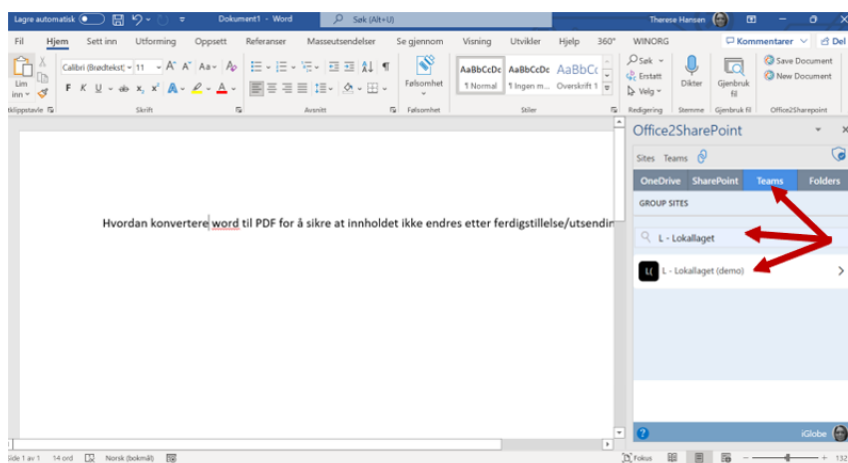 Lagre automatisk
Dokument1 - Word
Søk (Alt+U)
Therese Hansen
Fil Hjem Sett inn Utforming Oppsett Referanser Masseutsendelser Se gjennom Visning Utvikler Hjelp 360° WINORG Kommentarer Del
Lim inn
Calibri (Brødtekst; 11
F K U
AaBbCcDc AaBbCcDc AaBbCc
1 Normal 1 Ingen m... Overskrift 1
Følsomhet
Søk
Erstatt
Velg
Dikter
Gjenbruk fil
Save Document
New Document
Skrift Avsnitt Følsomhet Stiler Redigering Stemme Gjenbruk fil Office2Sharepoint
Office2SharePoint
Sites Teams
OneDrive SharePoint Teams Folders
GROUP SITES
L - Lokallaget
L( L - Lokallaget (demo)
Hvordan konvertere word til PDF for å sikre at innholdet ikke endres etter ferdigstillelse/utsendin
iGlobe
Side 1 av 1 14 ord Norsk (bokmål) Fokus 132